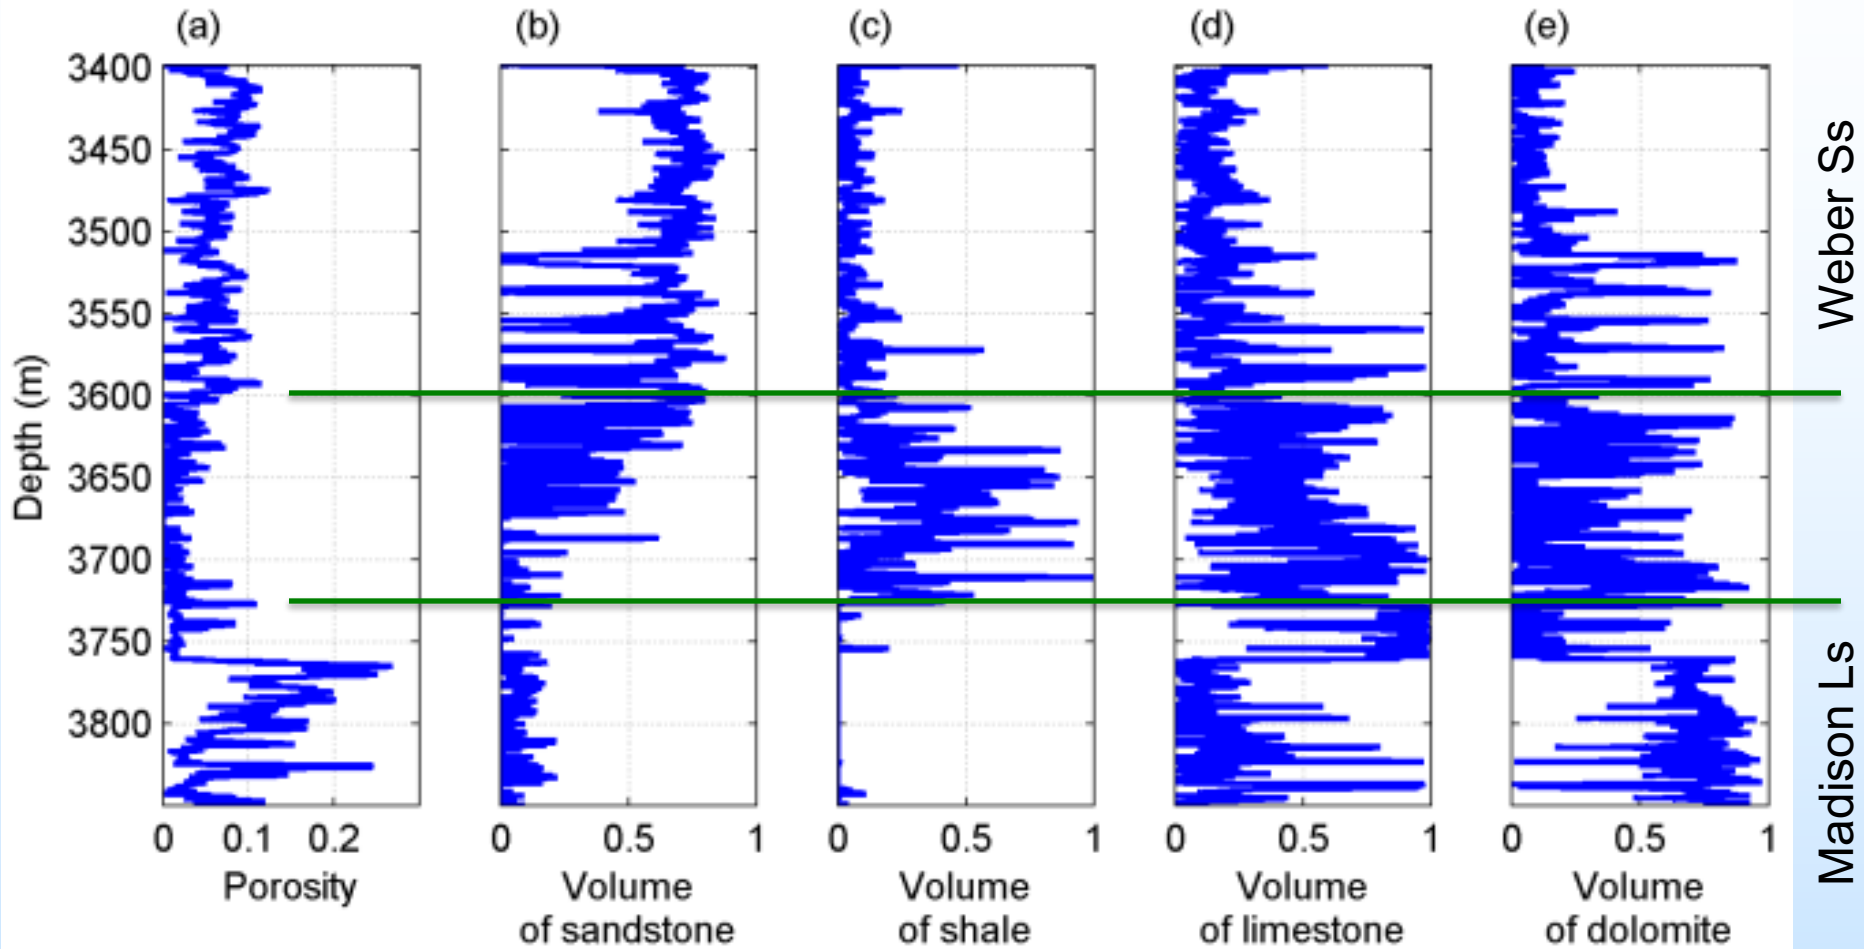 (a) (b) (c) (d) (e)
3400
3450
3500
3550
3600
3650
3700
3750
3800
Depth (m)
0 0.1 0.2
0 0.5 1
0 0.5 1
0 0.5 1
0 0.5 1
Porosity
Volume
of sandstone
Volume
of shale
Volume
of limestone
Volume
of dolomite
Weber Ss
Madison Ls